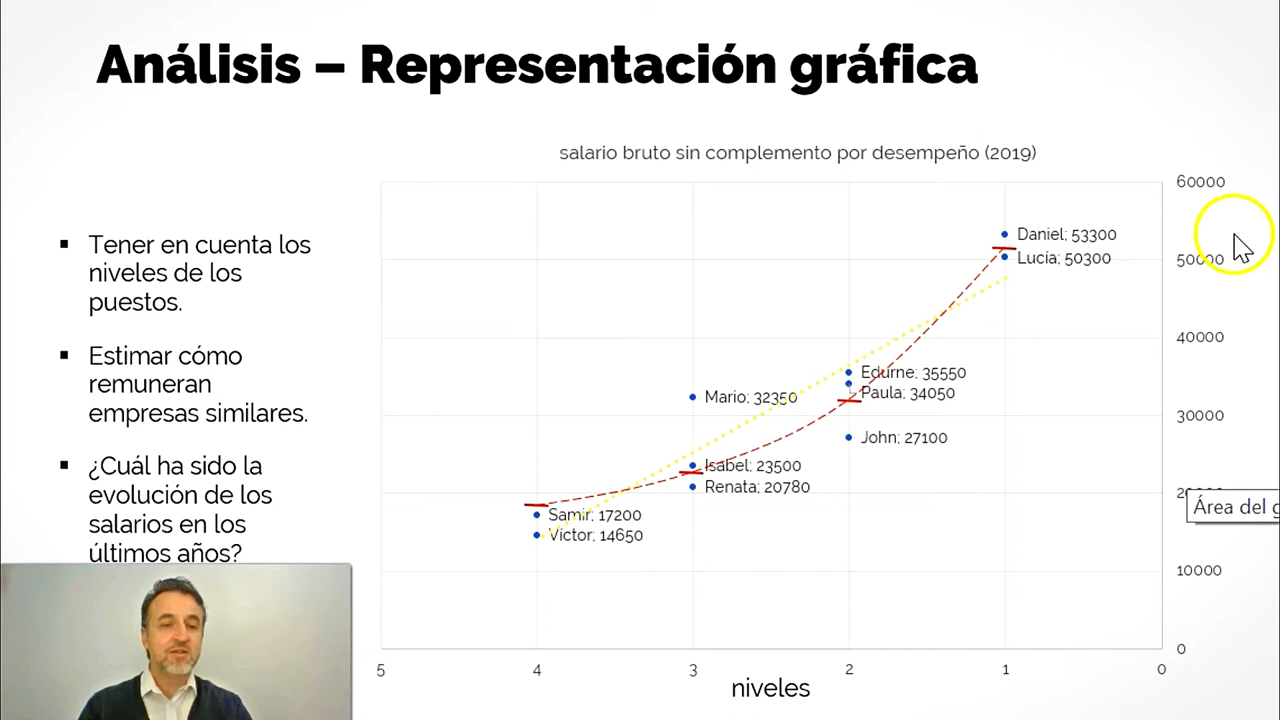 Análisis – Representación gráfica
salario bruto sin complemento por desempeño (2019)
Tener en cuenta los
niveles de los
puestos.
Estimar cómo
remuneran
empresas similares.
¿Cuál ha sido la
evolución de los
salarios en los
últimos años?
60000
50000
40000
30000
20000
10000
0
Daniel; 53300
Lucía; 50300
Edurne; 35550
Paula; 34050
Mario; 32350
John; 27100
Isabel; 23500
Renata; 20780
Samir; 17200
Víctor; 14650
Área del g
5 4 3 2 1 0
niveles